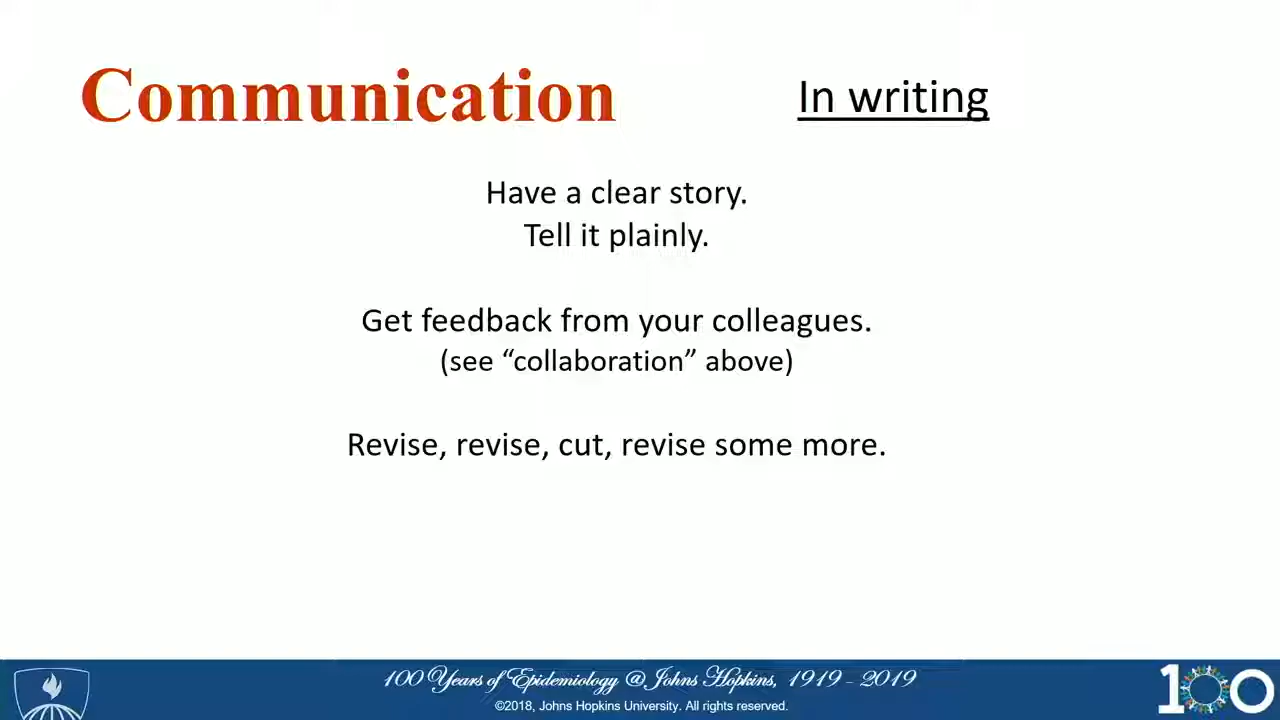 Communication
In writing
Have a clear story.
Tell it plainly.
Get feedback from your colleagues.
(see “collaboration” above)
Revise, revise, cut, revise some more.
100 Years of Epidemiology @ Johns Hopkins, 1919 - 2019
©2018, Johns Hopkins University. All rights reserved.
100